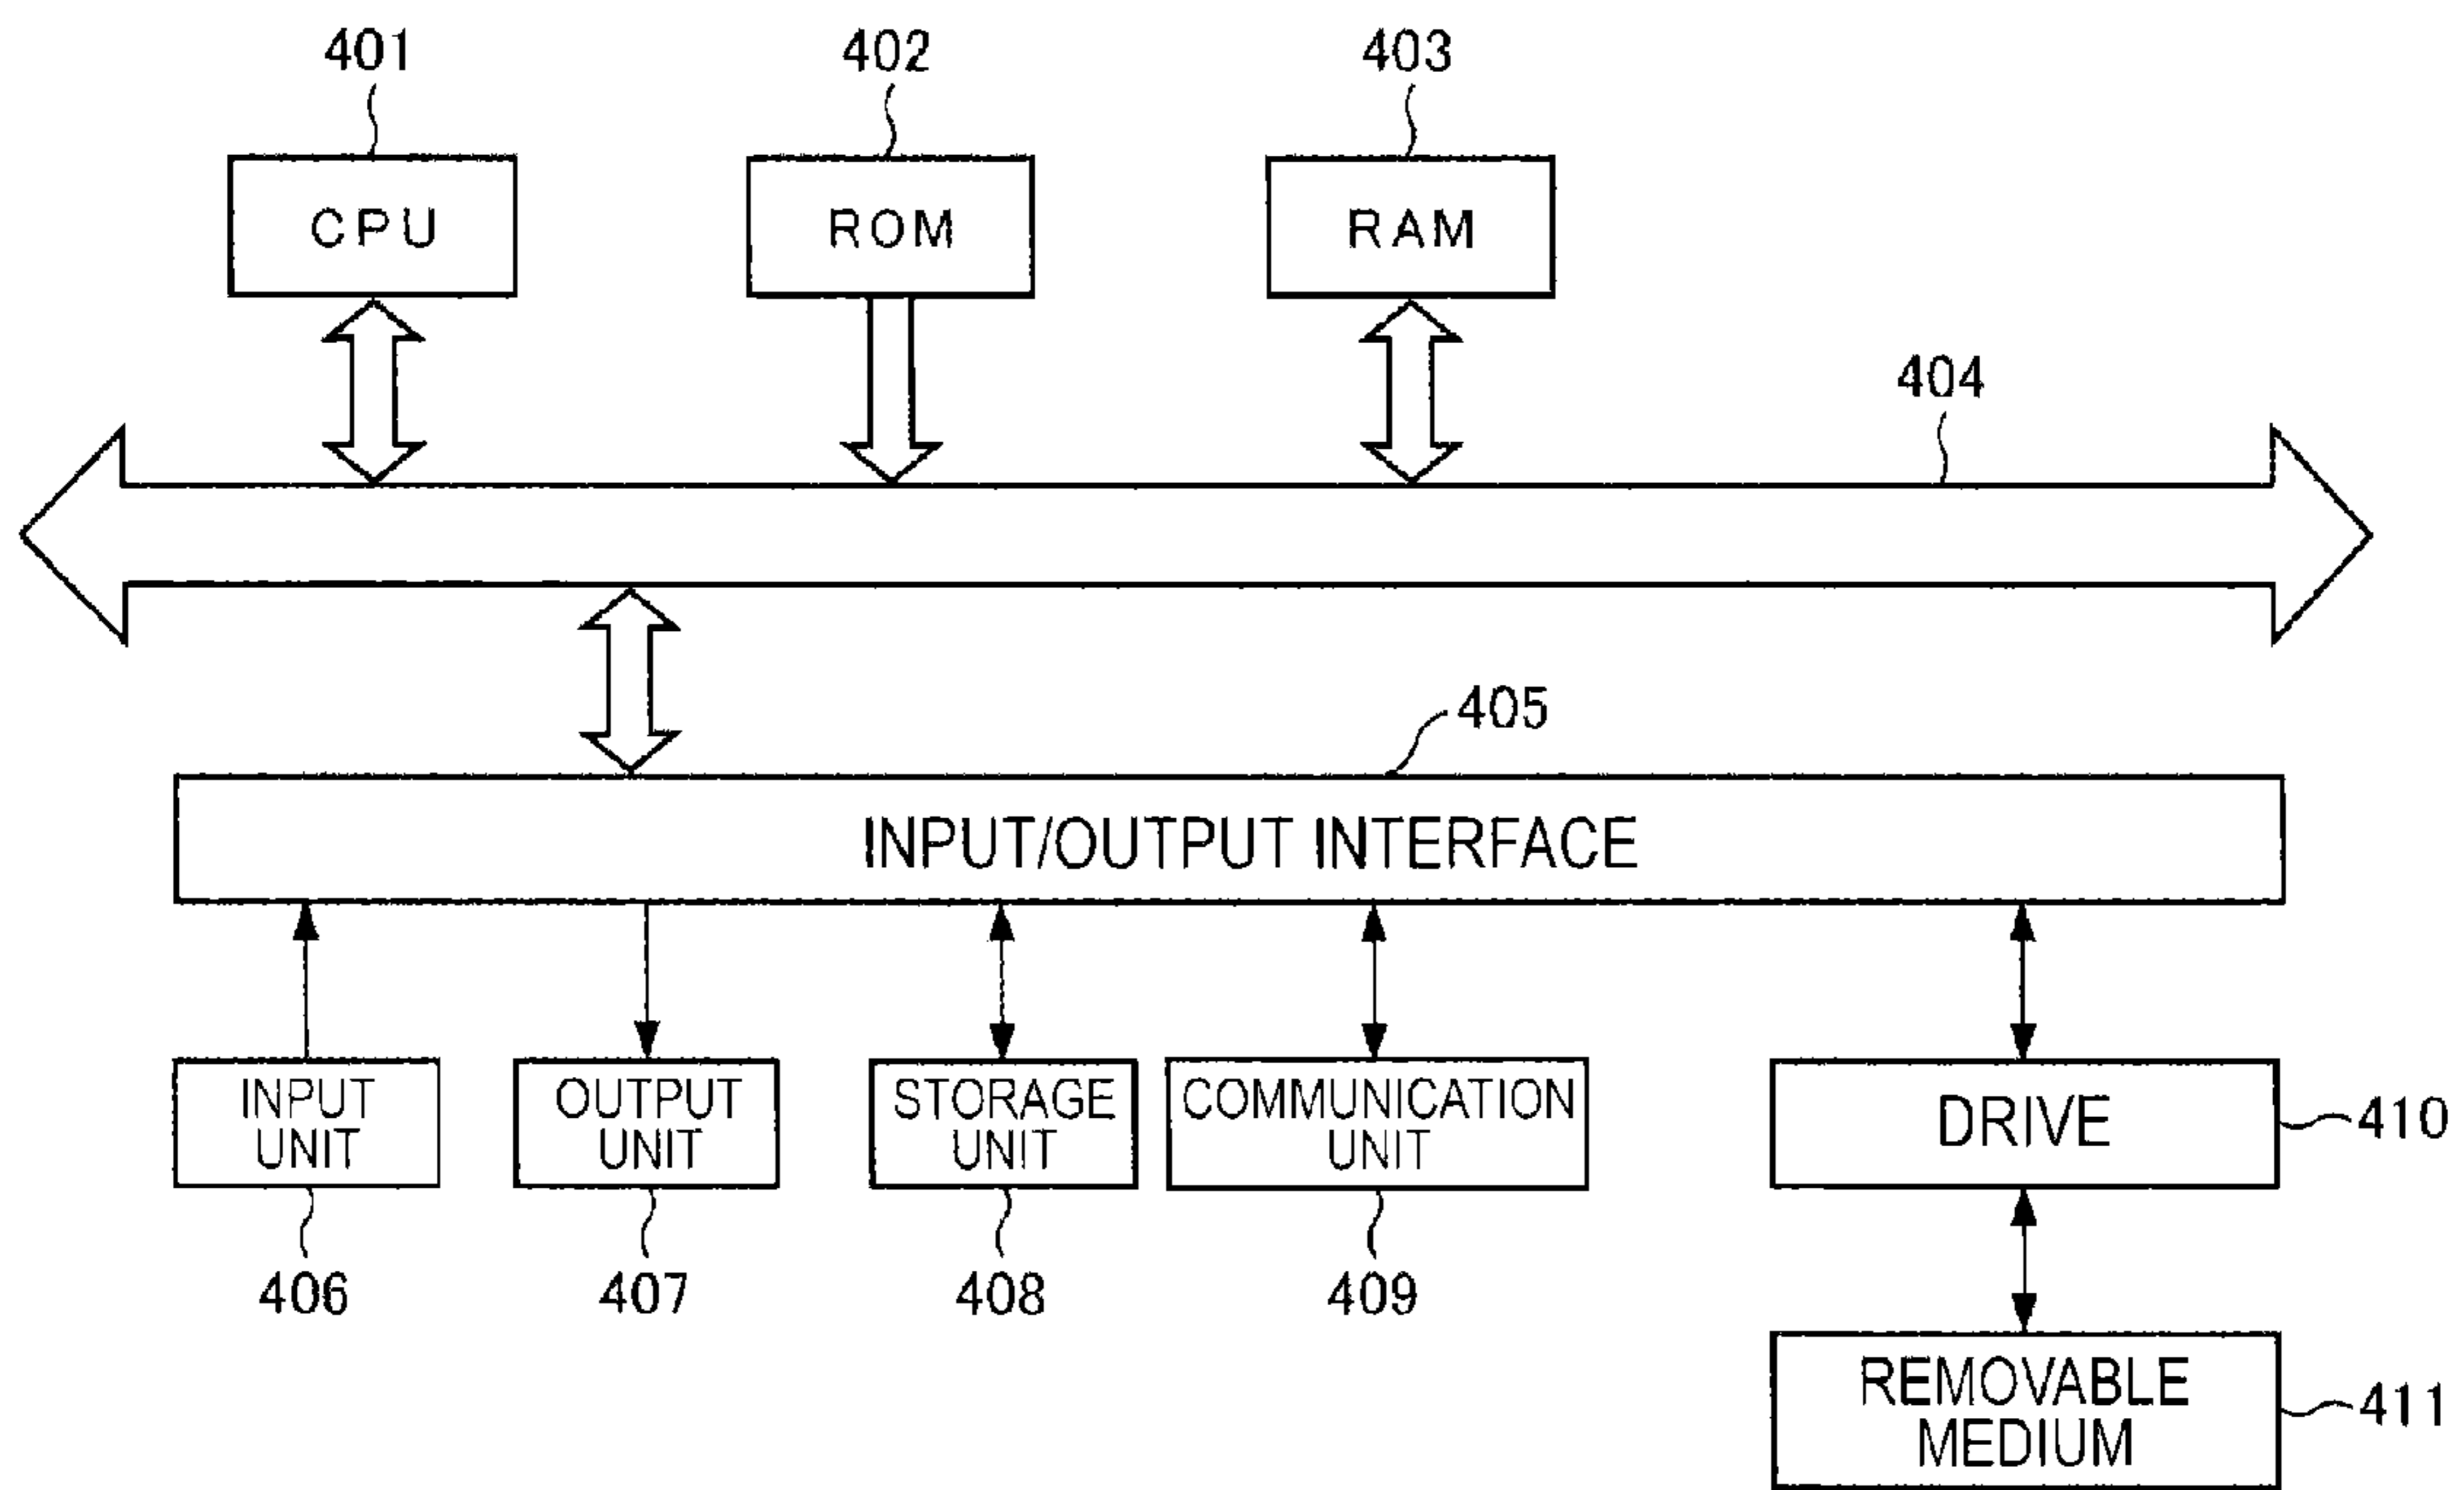 401
402
403
CPU
ROM
RAM
404
405
INPUT/OUTPUT INTERFACE
INPUT
UNIT
OUTPUT
UNIT
STORAGE
UNIT
COMMUNICATION
UNIT
DRIVE
410
406
407
408
409
REMOVABLE
MEDIUM
411